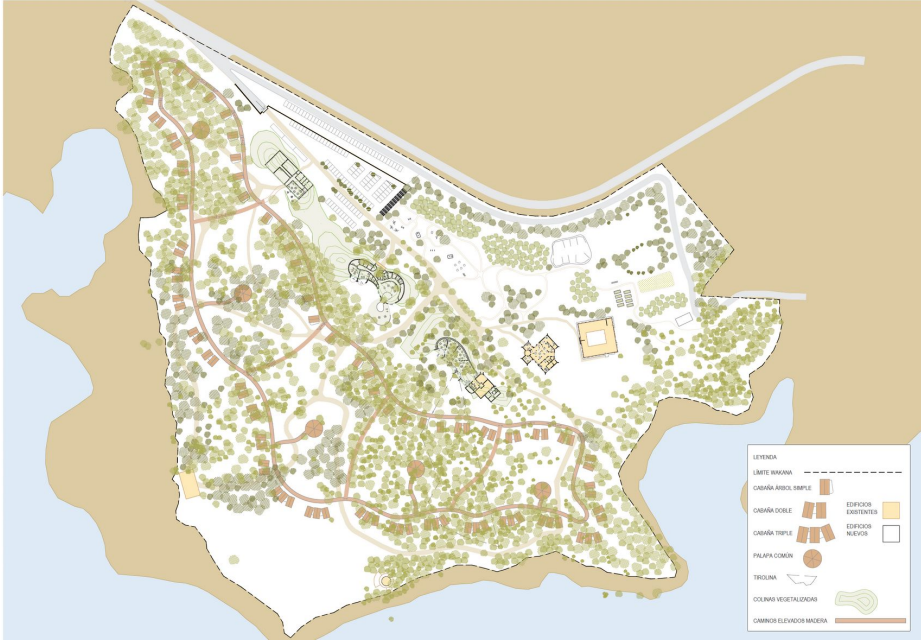 LEYENDA
LÍMITE WAKANA
CABAÑA ÁRBOL SIMPLE
CABAÑA DOBLE
EDIFICIOS
EXISTENTES
CABAÑA TRIPLE
EDIFICIOS
NUEVOS
PALAPA COMÚN
TIROLINA
COLINAS VEGETALIZADAS
CAMINOS ELEVADOS MADERA